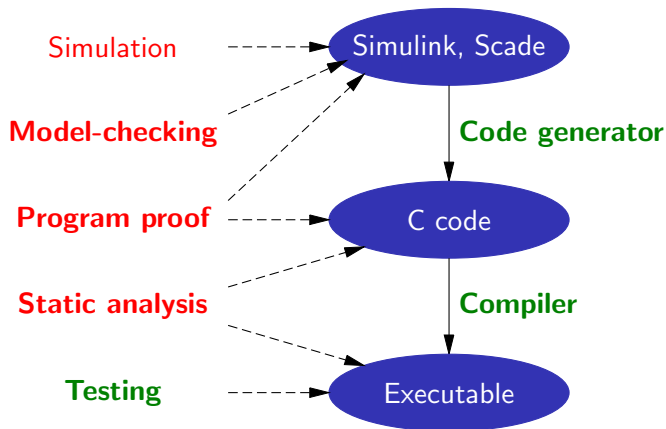 Simulation
Simulink, Scade
Model-checking
Code generator
Program proof
C code
Static analysis
Compiler
Testing
Executable